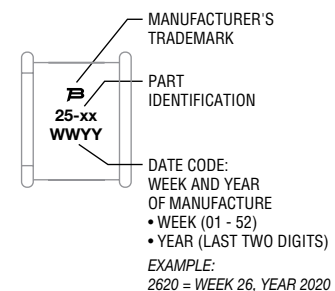 MANUFACTURER'S
TRADEMARK
PART
IDENTIFICATION
25-xx
WWYY
DATE CODE:
WEEK AND YEAR
OF MANUFACTURE
• WEEK (01 - 52)
• YEAR (LAST TWO DIGITS)
EXAMPLE:
2620 = WEEK 26, YEAR 2020